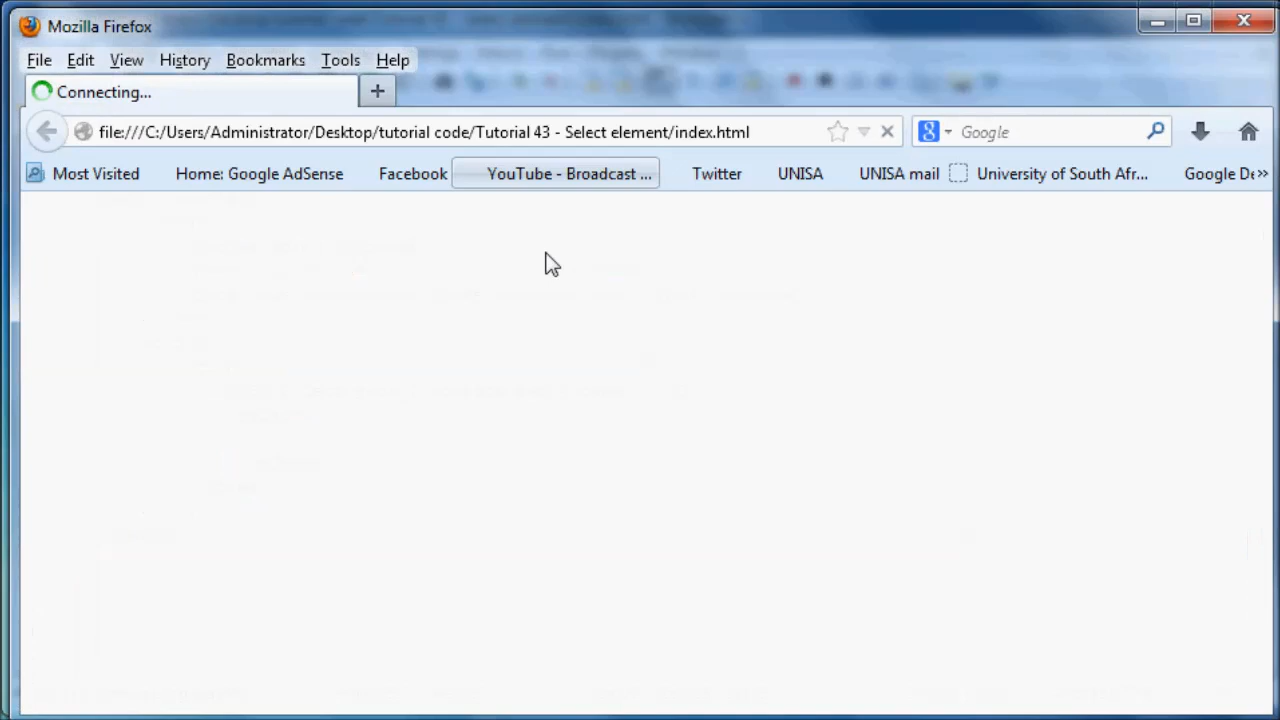 Mozilla Firefox
File Edit View History Bookmarks Tools Help
Connecting...
file:///C:/Users/Administrator/Desktop/tutorial code/Tutorial 43 - Select element/index.html Google
Most Visited Home: Google AdSense Facebook YouTube - Broadcast ... Twitter UNISA UNISA mail University of South Afr... Google De